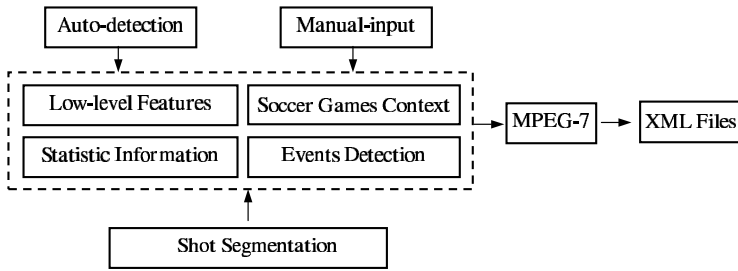 Auto-detection
Manual-input
Low-level Features
Soccer Games Context
Statistic Information
Events Detection
MPEG-7
XML Files
Shot Segmentation